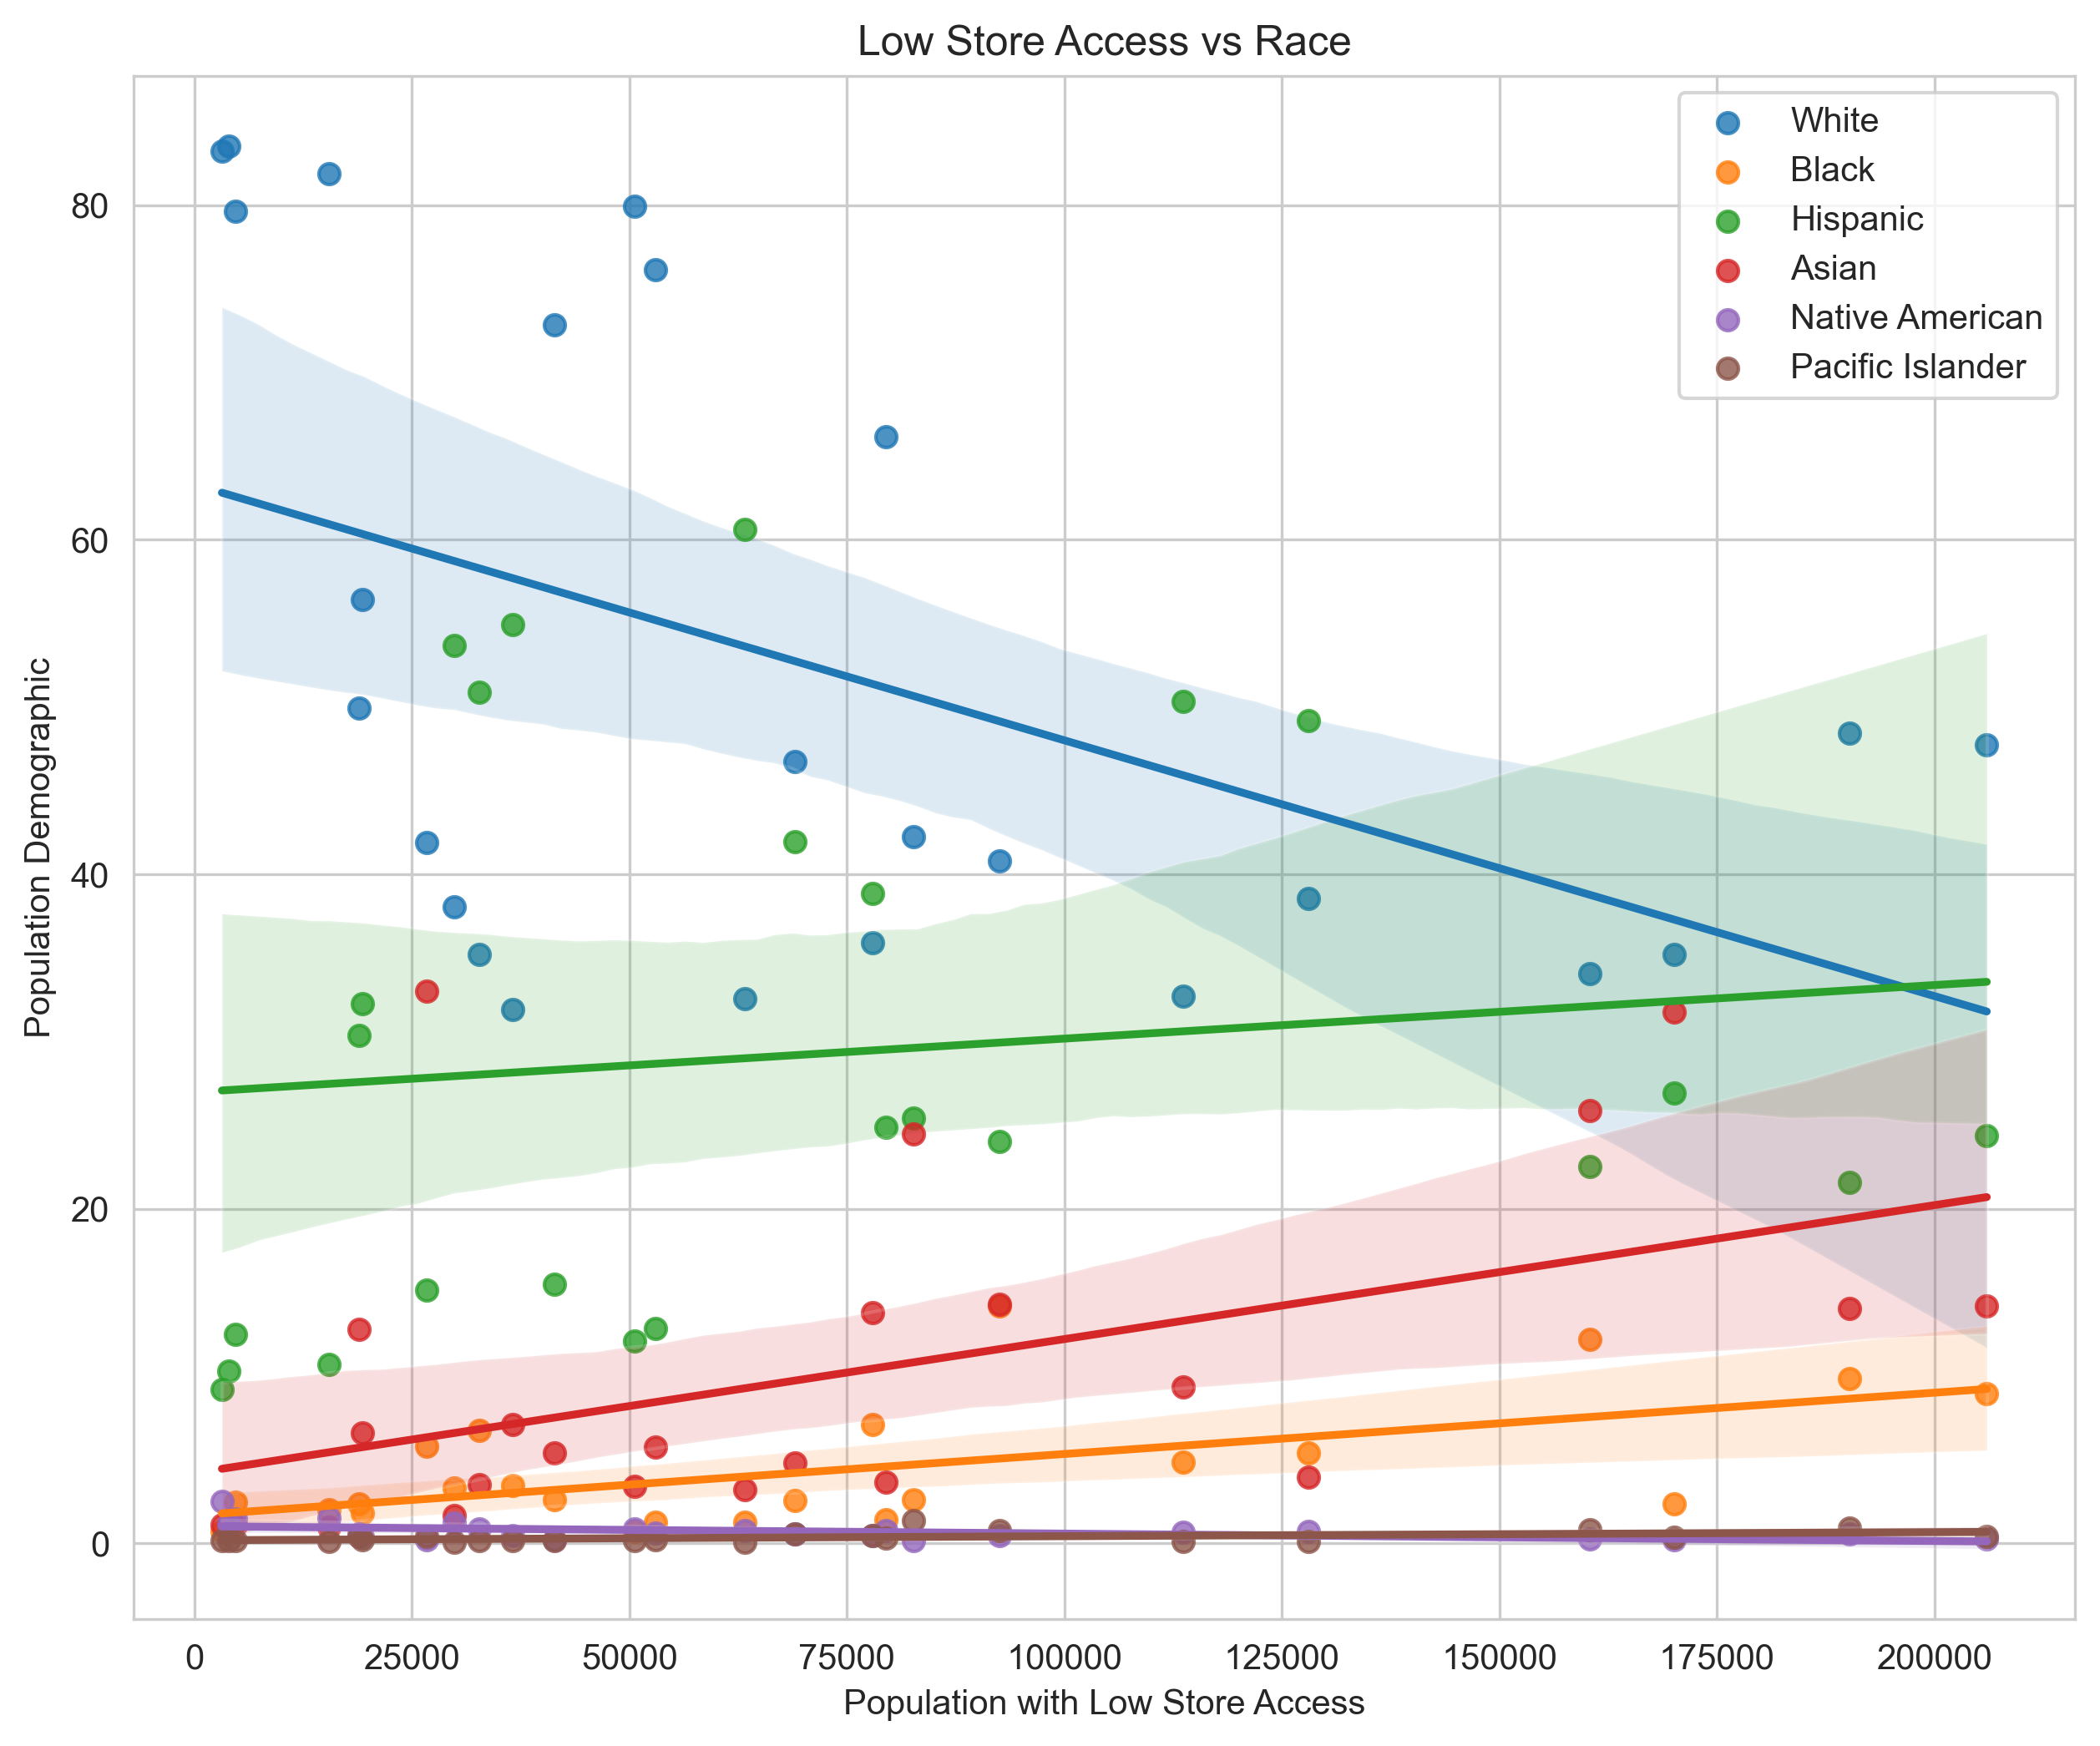 Low Store Access vs Race
White
Black
Hispanic
Asian
Native American
Pacific Islander
Population Demographic
80
60
40
20
0
0 25000 50000 75000 100000 125000 150000 175000 200000
Population with Low Store Access